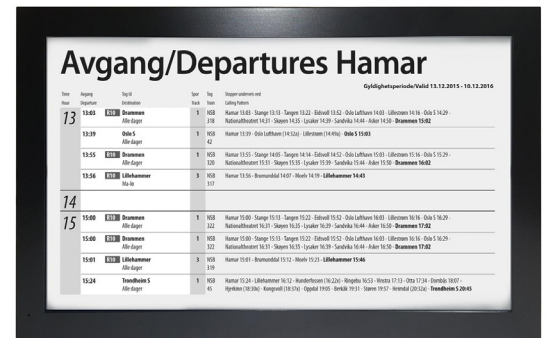 Avgang/Departures Hamar
Gyldighetsperiode/Valid 13.12.2015 - 10.12.2016
Time Avgang Tog til Spor Tog Stopper underveis ved
Hour Departure Destination Track Train Calling Pattern
13 13:03 R10 Drammen 1 NSB Hamar 13:03 - Stange 13:13 - Tangen 13:22 - Eidsvoll 13:52 - Oslo Lufthavn 14:03 - Lillestrøm 14:16 - Oslo S 14:29 -
Alle dager 318 Nationaltheatret 14:31 - Skøyen 14:35 - Lysaker 14:39 - Sandvika 14:44 - Asker 14:50 - Drammen 15:02
13:39 Oslo S 1 NSB Hamar 13:39 - Oslo Lufthavn (14:32a) - Lillestrøm (14:49a) - Oslo S 15:03
Alle dager 42
13:55 R10 Drammen 1 NSB Hamar 13:55 - Stange 14:05 - Tangen 14:14 - Eidsvoll 14:52 - Oslo Lufthavn 15:03 - Lillestrøm 15:16 - Oslo S 15:29 -
Alle dager 320 Nationaltheatret 15:31 - Skøyen 15:35 - Lysaker 15:39 - Sandvika 15:44 - Asker 15:50 - Drammen 16:02
13:56 R10 Lillehammer 3 NSB Hamar 13:56 - Brumunddal 14:07 - Moelv 14:19 - Lillehammer 14:43
Ma-lø 317
14
15 15:00 R10 Drammen 1 NSB Hamar 15:00 - Stange 15:13 - Tangen 15:22 - Eidsvoll 15:52 - Oslo Lufthavn 16:03 - Lillestrøm 16:16 - Oslo S 16:29 -
Alle dager 322 Nationaltheatret 16:31 - Skøyen 16:35 - Lysaker 16:39 - Sandvika 16:44 - Asker 16:50 - Drammen 17:02
15:00 R10 Drammen 1 NSB Hamar 15:00 - Stange 15:13 - Tangen 15:22 - Eidsvoll 15:52 - Oslo Lufthavn 16:03 - Lillestrøm 16:16 - Oslo S 16:29 -
Alle dager 322 Nationaltheatret 16:31 - Skøyen 16:35 - Lysaker 16:39 - Sandvika 16:44 - Asker 16:50 - Drammen 17:02
15:01 R10 Lillehammer 3 NSB Hamar 15:01 - Brumunddal 15:12 - Moelv 15:23 - Lillehammer 15:46
Alle dager 319
15:24 Trondheim S 1 NSB Hamar 15:24 - Lillehammer 16:12 - Hunderfossen (16:22x) - Ringebu 16:53 - Vinstra 17:13 - Otta 17:34 - Dombås 18:07 -
Alle dager 45 Hjerkinn (18:30x) - Kongsvoll (18:37x) - Oppdal 19:05 - Berkåk 19:31 - Støren 19:57 - Heimdal (20:32a) - Trondheim S 20:45